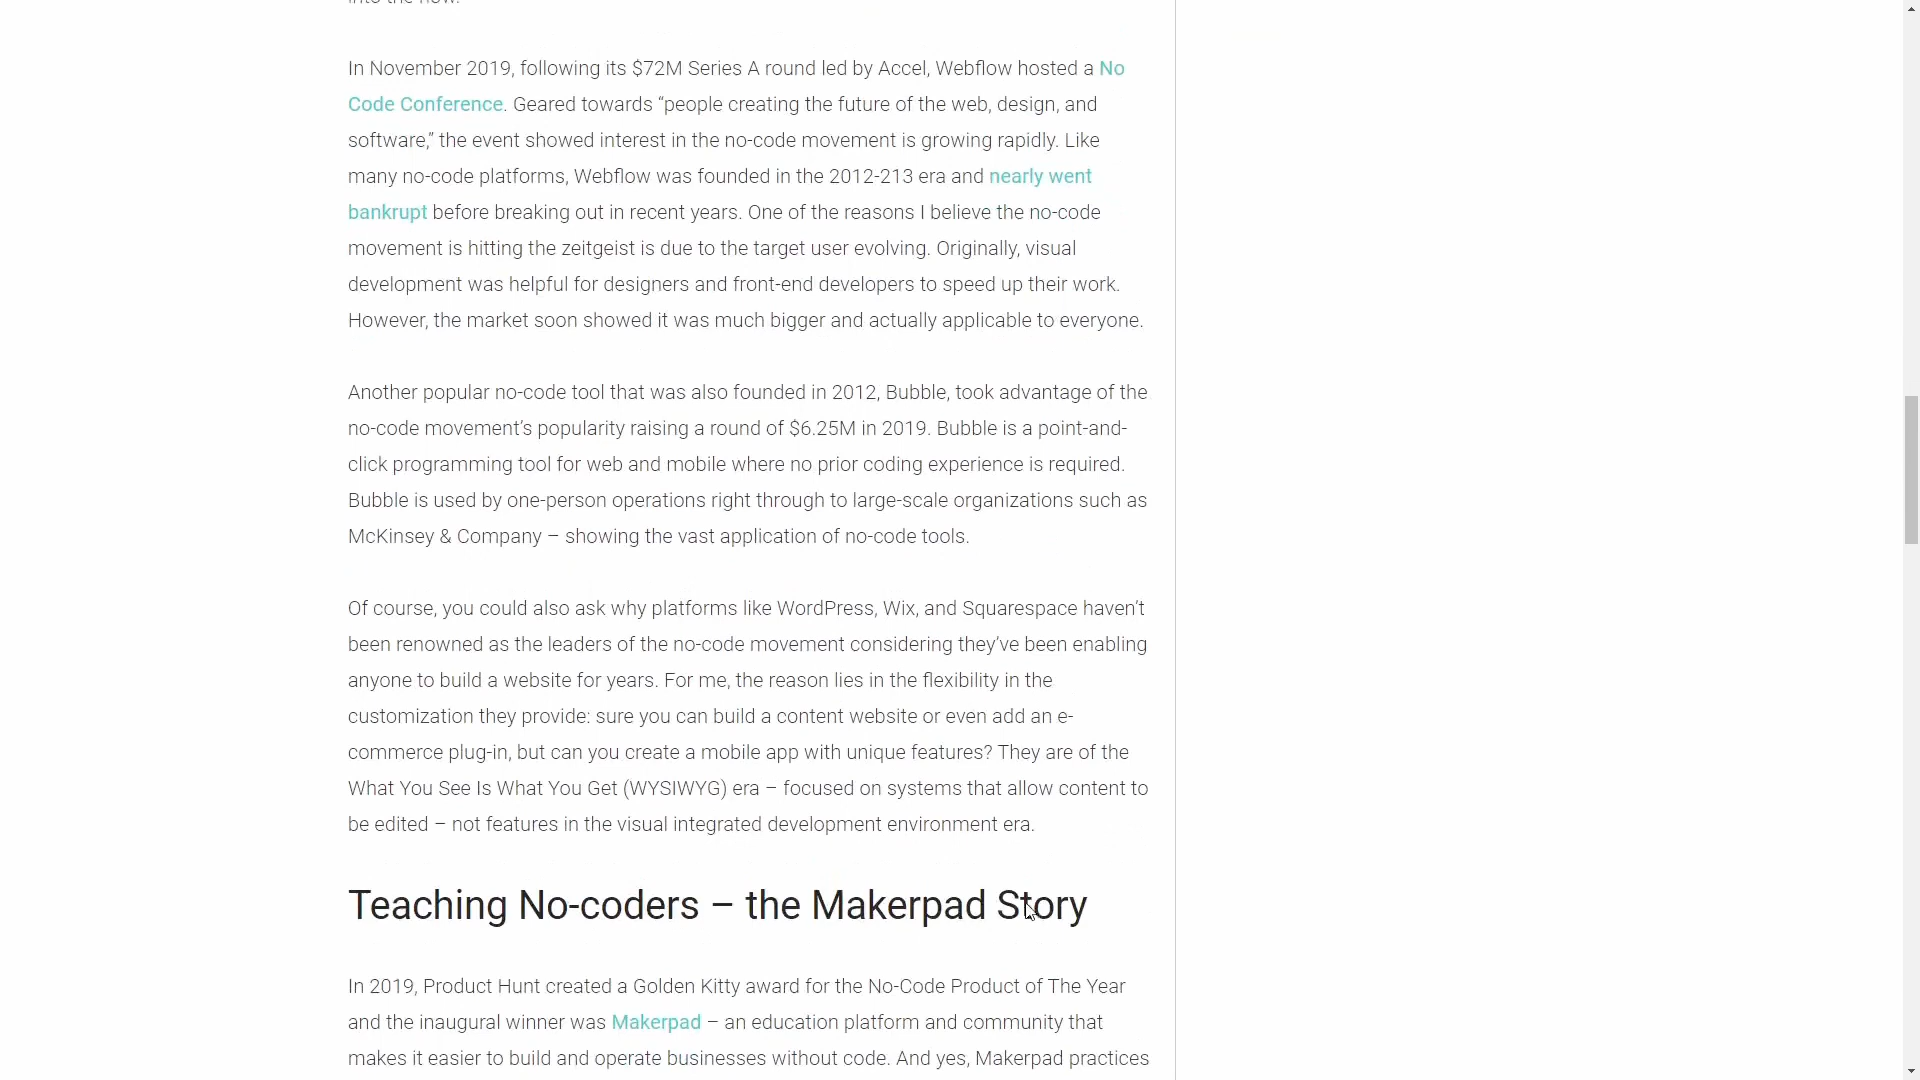 In November 2019, following its $72M Series A round led by Accel, Webflow hosted a No
Code Conference. Geared towards “people creating the future of the web, design, and
software,” the event showed interest in the no-code movement is growing rapidly. Like
many no-code platforms, Webflow was founded in the 2012-213 era and nearly went
bankrupt before breaking out in recent years. One of the reasons I believe the no-code
movement is hitting the zeitgeist is due to the target user evolving. Originally, visual
development was helpful for designers and front-end developers to speed up their work.
However, the market soon showed it was much bigger and actually applicable to everyone.
Another popular no-code tool that was also founded in 2012, Bubble, took advantage of the
no-code movement’s popularity raising a round of $6.25M in 2019. Bubble is a point-and-
click programming tool for web and mobile where no prior coding experience is required.
Bubble is used by one-person operations right through to large-scale organizations such as
McKinsey & Company – showing the vast application of no-code tools.
Of course, you could also ask why platforms like WordPress, Wix, and Squarespace haven’t
been renowned as the leaders of the no-code movement considering they’ve been enabling
anyone to build a website for years. For me, the reason lies in the flexibility in the
customization they provide: sure you can build a content website or even add an e-
commerce plug-in, but can you create a mobile app with unique features? They are of the
What You See Is What You Get (WYSIWYG) era – focused on systems that allow content to
be edited – not features in the visual integrated development environment era.
Teaching No-coders – the Makerpad Story
In 2019, Product Hunt created a Golden Kitty award for the No-Code Product of The Year
and the inaugural winner was Makerpad – an education platform and community that
makes it easier to build and operate businesses without code. And yes, Makerpad practices